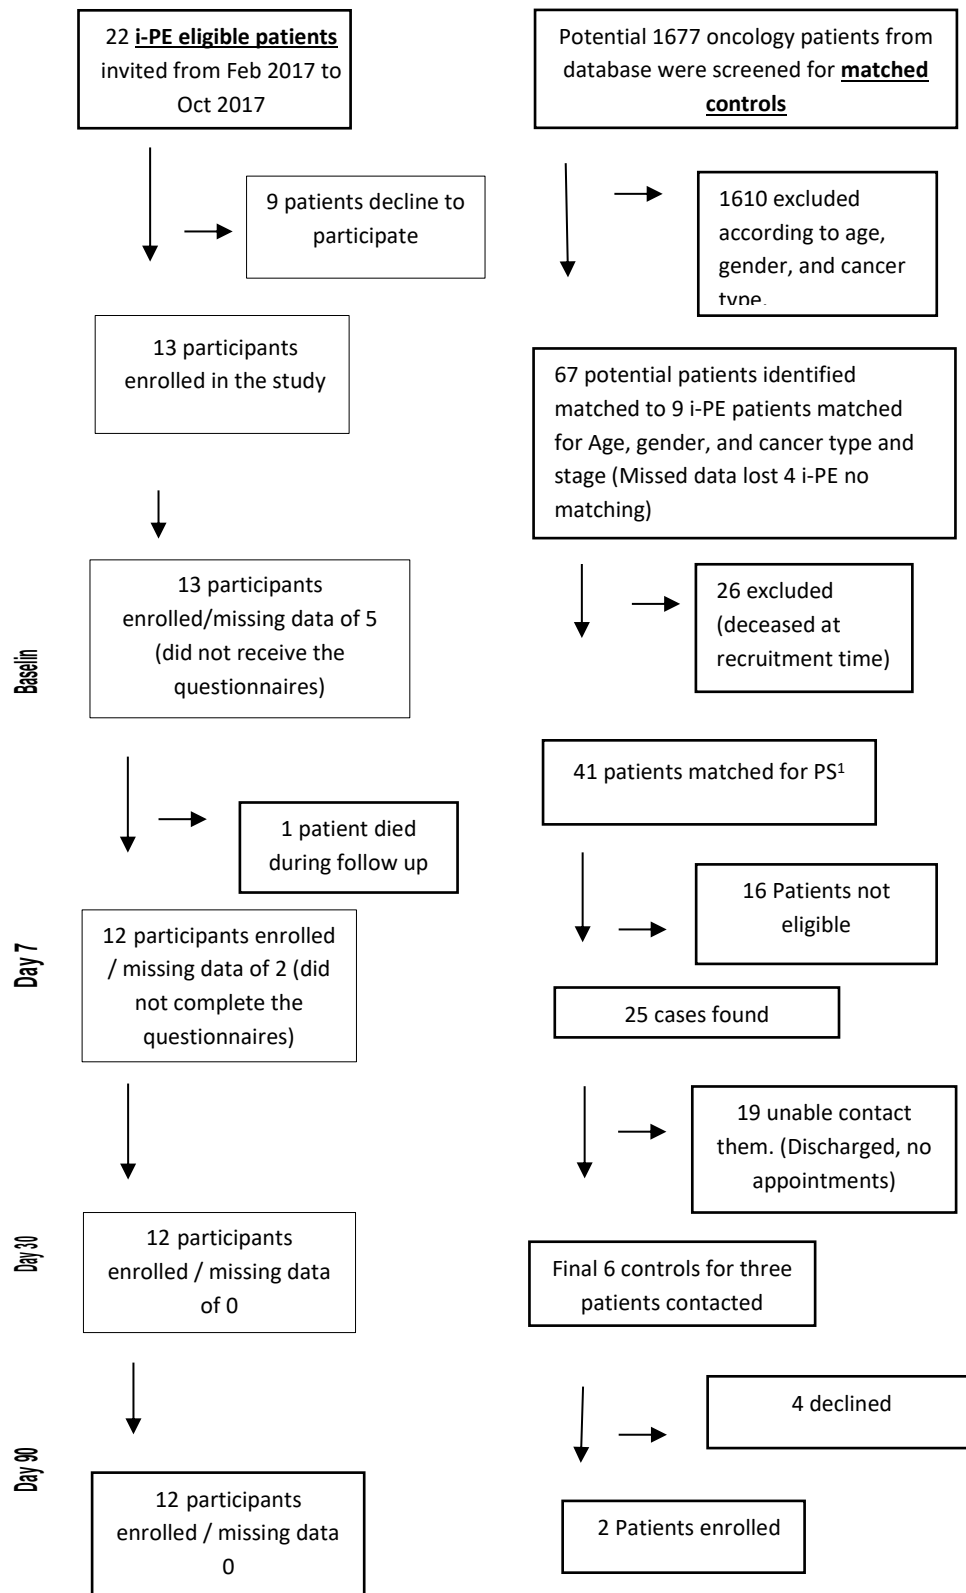 22 i-PE eligible patients
invited from Feb 2017 to
Oct 2017
9 patients decline to
participate
13 participants
enrolled in the study
Baselin
13 participants
enrolled/missing data of 5
(did not receive the
questionnaires)
1 patient died
during follow up
Day 7
12 participants enrolled
/ missing data of 2 (did
not complete the
questionnaires)
Day 30
12 participants
enrolled / missing data
of 0
Day 90
12 participants
enrolled / missing data
0
Potential 1677 oncology patients from
database were screened for matched
controls
1610 excluded
according to age,
gender, and cancer
type.
67 potential patients identified
matched to 9 i-PE patients matched
for Age, gender, and cancer type and
stage (Missed data lost 4 i-PE no
matching)
26 excluded
(deceased at
recruitment time)
41 patients matched for PS¹
16 Patients not
eligible
25 cases found
19 unable contact
them. (Discharged, no
appointments)
Final 6 controls for three
patients contacted
4 declined
2 Patients enrolled